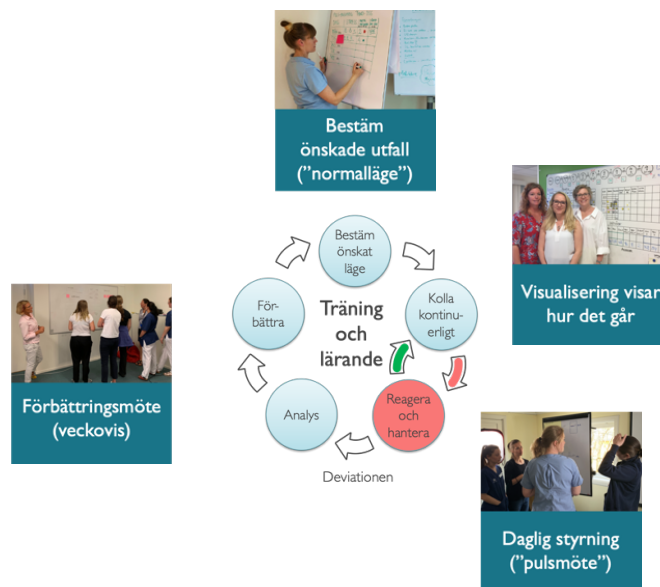 Bestäm
önskade utfall
(”normalläge”)
Visualisering visar
hur det går
Bestäm
önskat
läge
Kolla
kontinu-
erligt
Reagera
och
hantera
Analys
För-
bättra
Träning
och
lärande
Deviationen
Förbättringsmöte
(veckovis)
Daglig styrning
(”pulsmöte”)